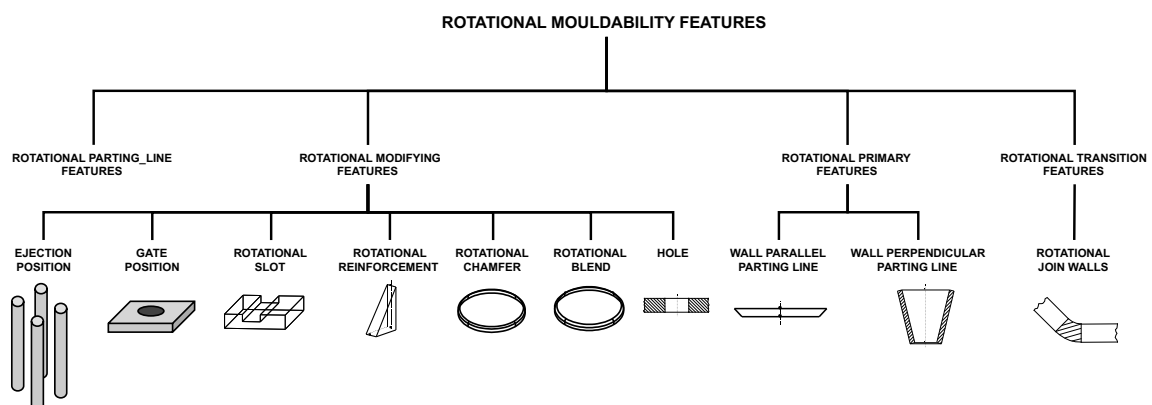 ROTATIONAL MOULDABILITY FEATURES
ROTATIONAL PARTING_LINE
FEATURES
ROTATIONAL MODIFYING
FEATURES
ROTATIONAL PRIMARY
FEATURES
ROTATIONAL TRANSITION
FEATURES
EJECTION
POSITION
GATE
POSITION
ROTATIONAL
SLOT
ROTATIONAL
REINFORCEMENT
ROTATIONAL
CHAMFER
ROTATIONAL
BLEND
HOLE
WALL PARALLEL
PARTING LINE
WALL PERPENDICULAR
PARTING LINE
ROTATIONAL
JOIN WALLS